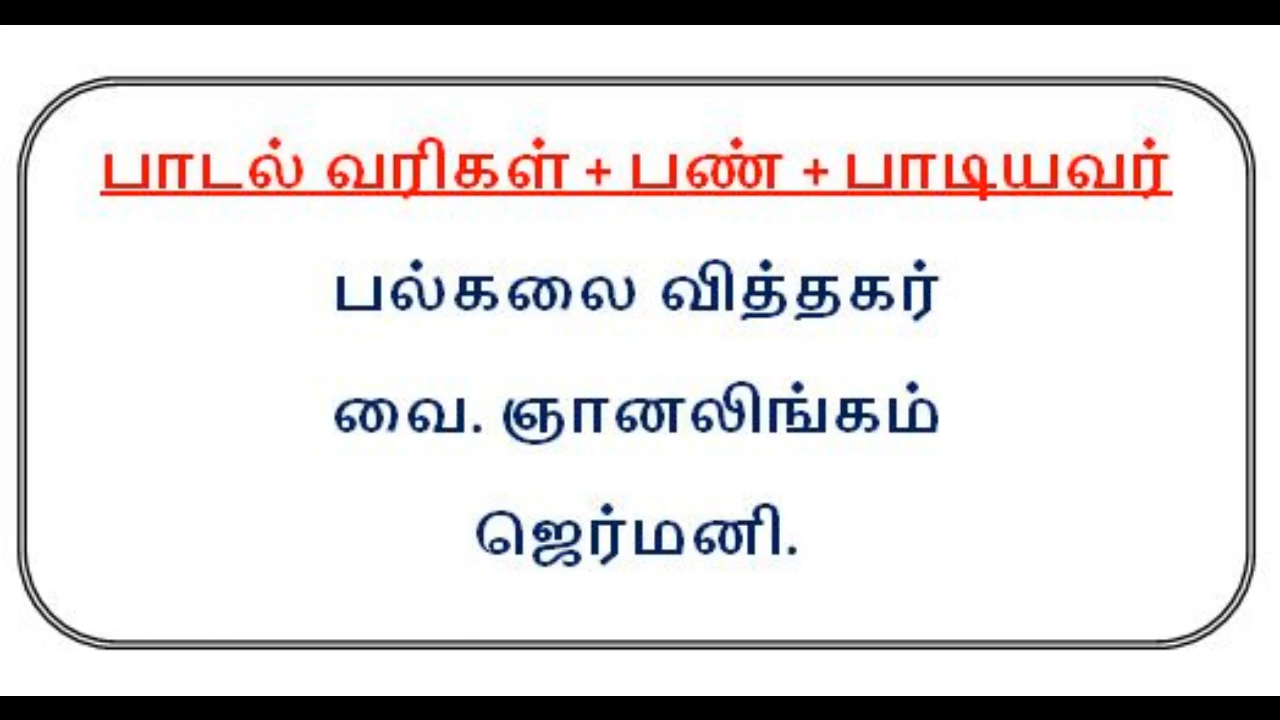 பாடல் வரிகள் + பண் + பாடியவர்
பல்கலை வித்தகர்
வை. ஞானலிங்கம்
ஜெர்மனி.